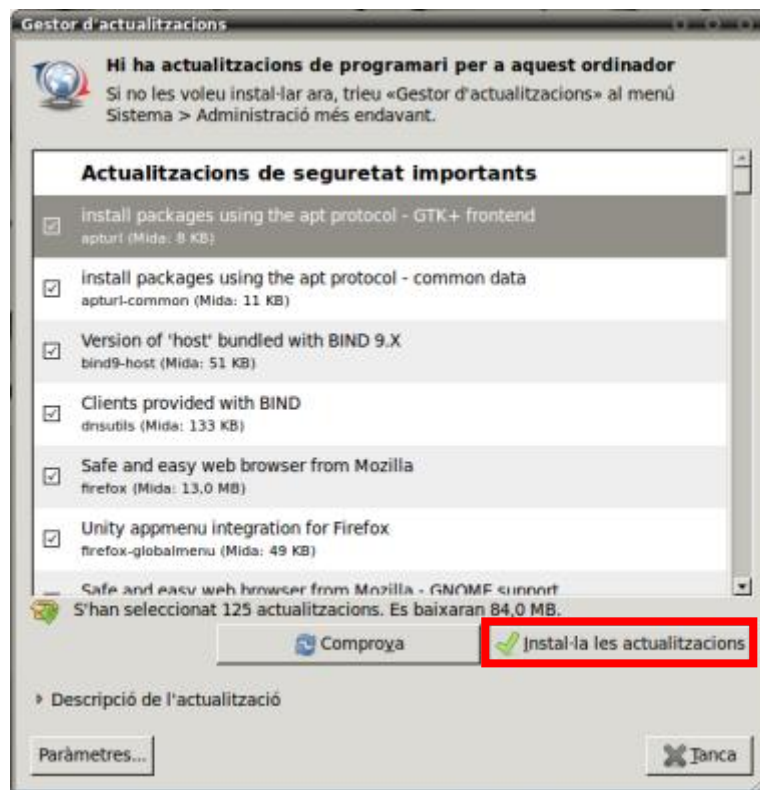 Gestor d'actualitzacions
Hi ha actualitzacions de programari per a aquest ordinador
Si no les voleu instal·lar ara, trieu «Gestor d'actualitzacions» al menú
Sistema > Administració més endavant.
Actualitzacions de seguretat importants
install packages using the apt protocol - GTK+ frontend
apturl (Mida: 8 KB)
install packages using the apt protocol - common data
apturl-common (Mida: 11 KB)
Version of 'host' bundled with BIND 9.X
bind9-host (Mida: 51 KB)
Clients provided with BIND
dnsutils (Mida: 133 KB)
Safe and easy web browser from Mozilla
firefox (Mida: 13,0 MB)
Unity appmenu integration for Firefox
firefox-globalmenu (Mida: 49 KB)
Safe and easy web browser from Mozilla - GNOME support
S'han seleccionat 125 actualitzacions. Es baixaran 84,0 MB.
Comprova
Instal·la les actualitzacions
Descripció de l'actualització
Paràmetres...
Tanca